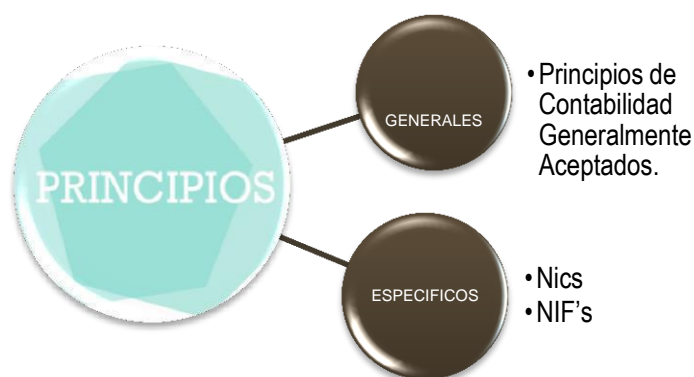 PRINCIPIOS
GENERALES
•Principios de
Contabilidad
Generalmente
Aceptados.
ESPECIFICOS
•Nics
•NIF’s